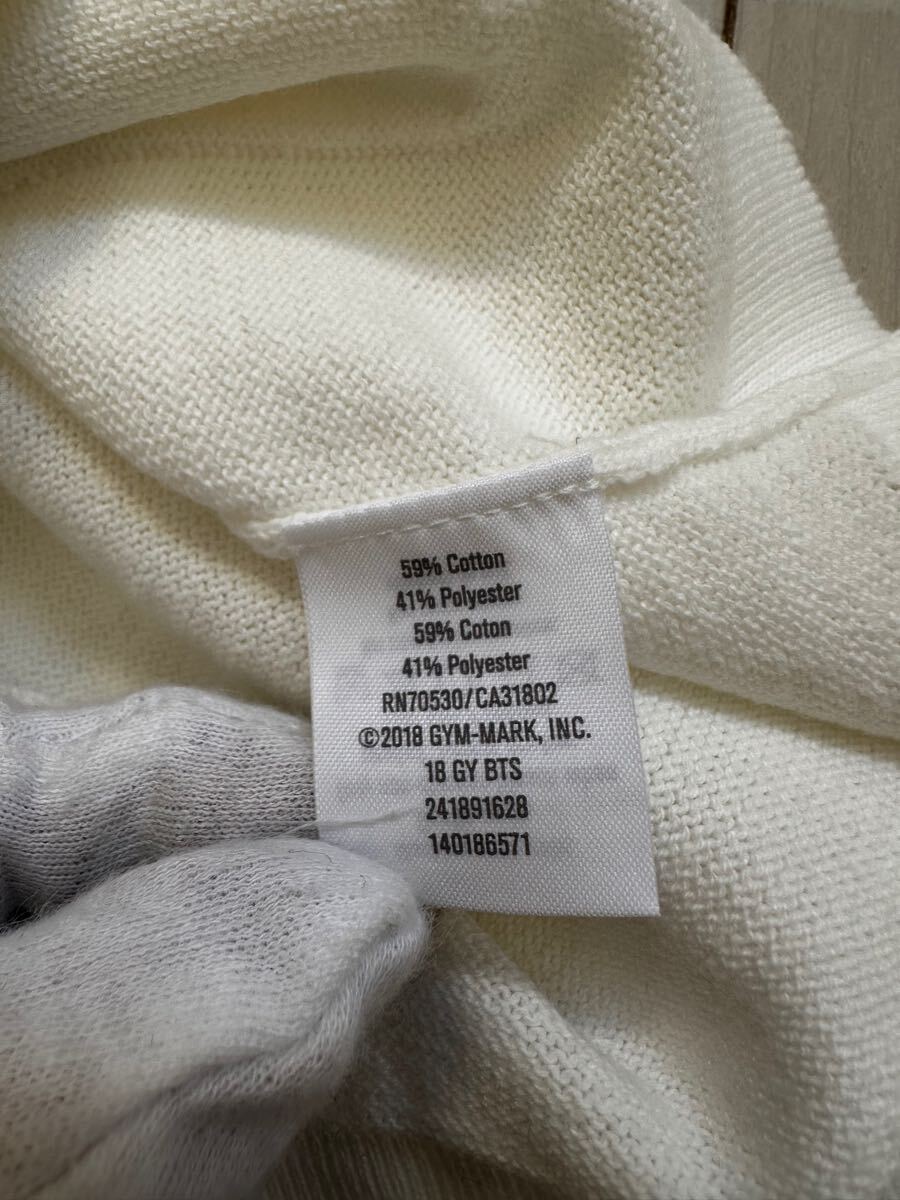 59% Cotton
41% Polyester
59% Coton
41% Polyester
RN70530/CA31802
©2018 GYM-MARK, INC.
18 GY BTS
241891628
140186571